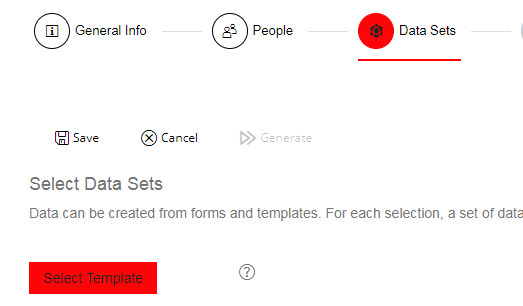 General Info People Data Sets
Save Cancel Generate
Select Data Sets
Data can be created from forms and templates. For each selection, a set of data
Select Template ?